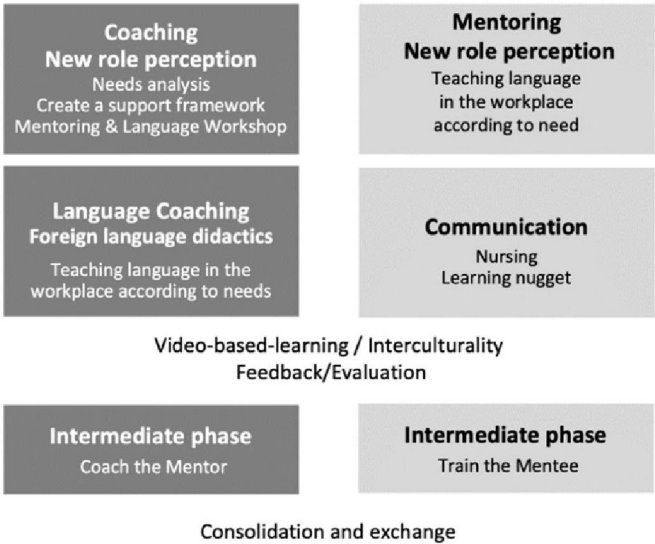 Coaching
New role perception
Needs analysis
Create a support framework
Mentoring & Language Workshop
Mentoring
New role perception
Teaching language
in the workplace
according to need
Language Coaching
Foreign language didactics
Teaching language in the
workplace according to needs
Communication
Nursing
Learning nugget
Video-based-learning / Interculturality
Feedback/Evaluation
Intermediate phase
Coach the Mentor
Intermediate phase
Train the Mentee
Consolidation and exchange